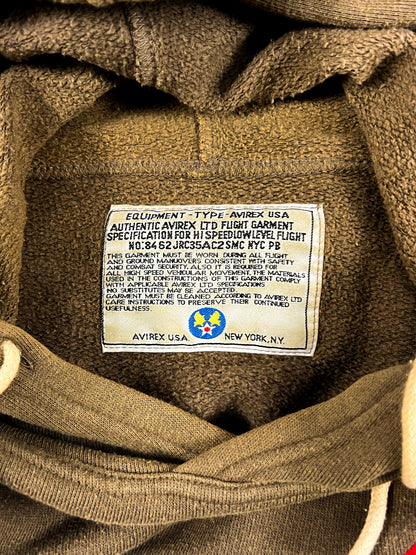 EQUIPMENT - TYPE - AVIREX USA
AUTHENTIC AVIREX LTD FLIGHT GARMENT
SPECIFICATION FOR HI SPEED LOW LEVEL FLIGHT
NO:8462 JRC35AC2SMC NYC PB
THIS GARMENT MUST BE WORN DURING ALL FLIGHT
AND GROUND MANUOVERS CONSISTENT WITH SAFETY
AND COMBAT SECURITY. ALSO IT IS REQUIRED FOR
ALL HIGH SPEED VEHICULAR MOVEMENT. THE MATERIALS
USED IN THE CONSTRUCTIONS OF THIS GARMENT COMPLY
WITH APPLICABLE AVIREX LTD SPECIFICATIONS
NO SUBSTITUTES MAY BE ACCEPTED.
GARMENT MUST BE CLEANED ACCORDING TO AVIREX LTD
CARE INSTRUCTIONS TO PRESERVE THEIR CONTINUED
USEFULNESS.
AVIREX U.S.A. NEW YORK, N.Y.